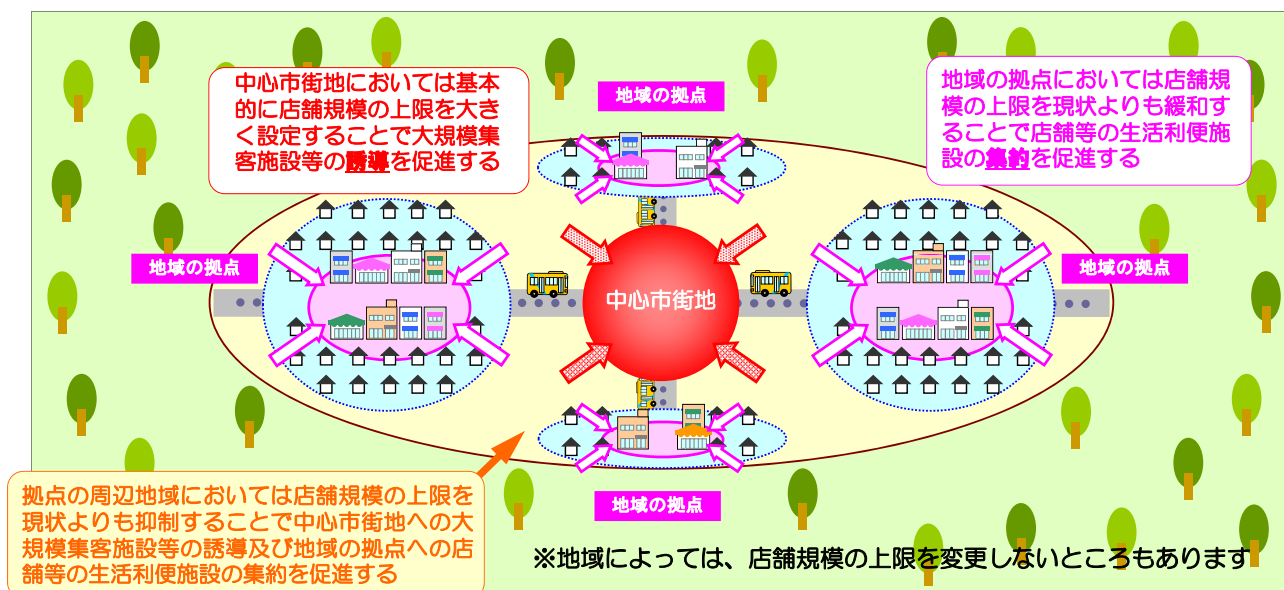 中心市街地においては基本
的に店舗規模の上限を大き
く設定することで大規模集
客施設等の誘導を促進する
地域の拠点
地域の拠点においては店舗規
模の上限を現状よりも緩和す
ることで店舗等の生活利便施
設の集約を促進する
地域の拠点
中心市街地
地域の拠点
地域の拠点
拠点の周辺地域においては店舗規模の上限を
現状よりも抑制することで中心市街地への大
規模集客施設等の誘導及び地域の拠点への店
舗等の生活利便施設の集約を促進する
※地域によっては、店舗規模の上限を変更しないところもあります